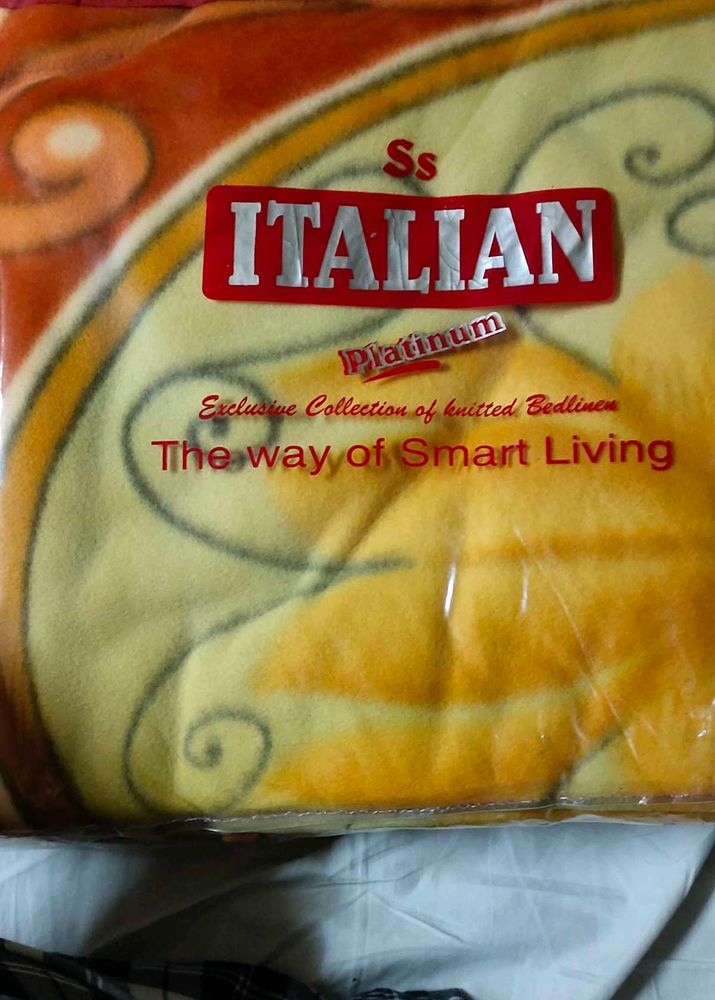 Ss
ITALIAN
Platinum
Exclusive Collection of knitted Bedlinen
The way of Smart Living